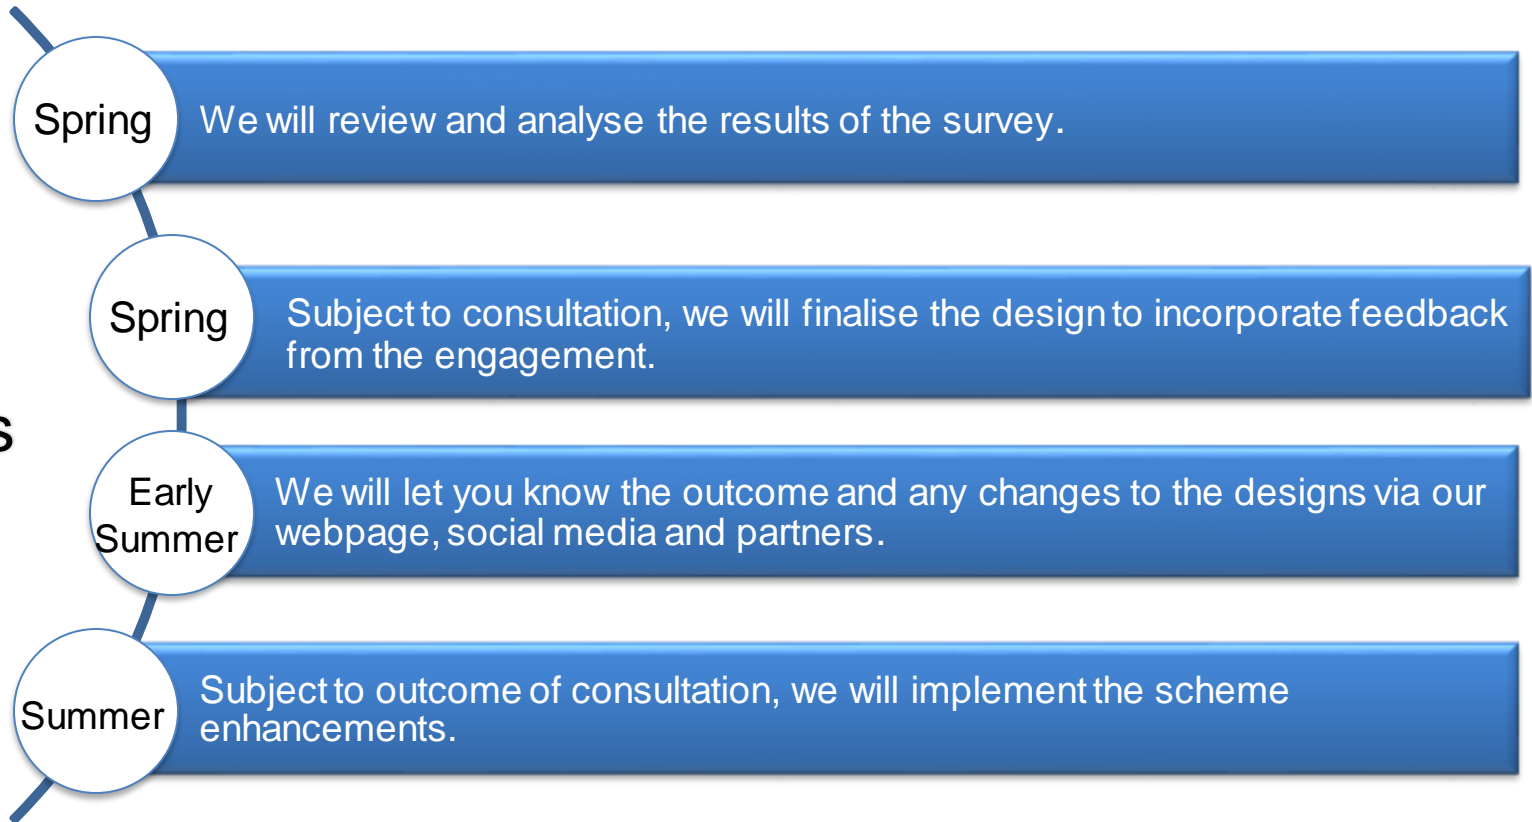 Spring
We will review and analyse the results of the survey.
Spring
Subject to consultation, we will finalise the design to incorporate feedback
from the engagement.
s
Early
Summer
We will let you know the outcome and any changes to the designs via our
webpage, social media and partners.
Summer
Subject to outcome of consultation, we will implement the scheme
enhancements.